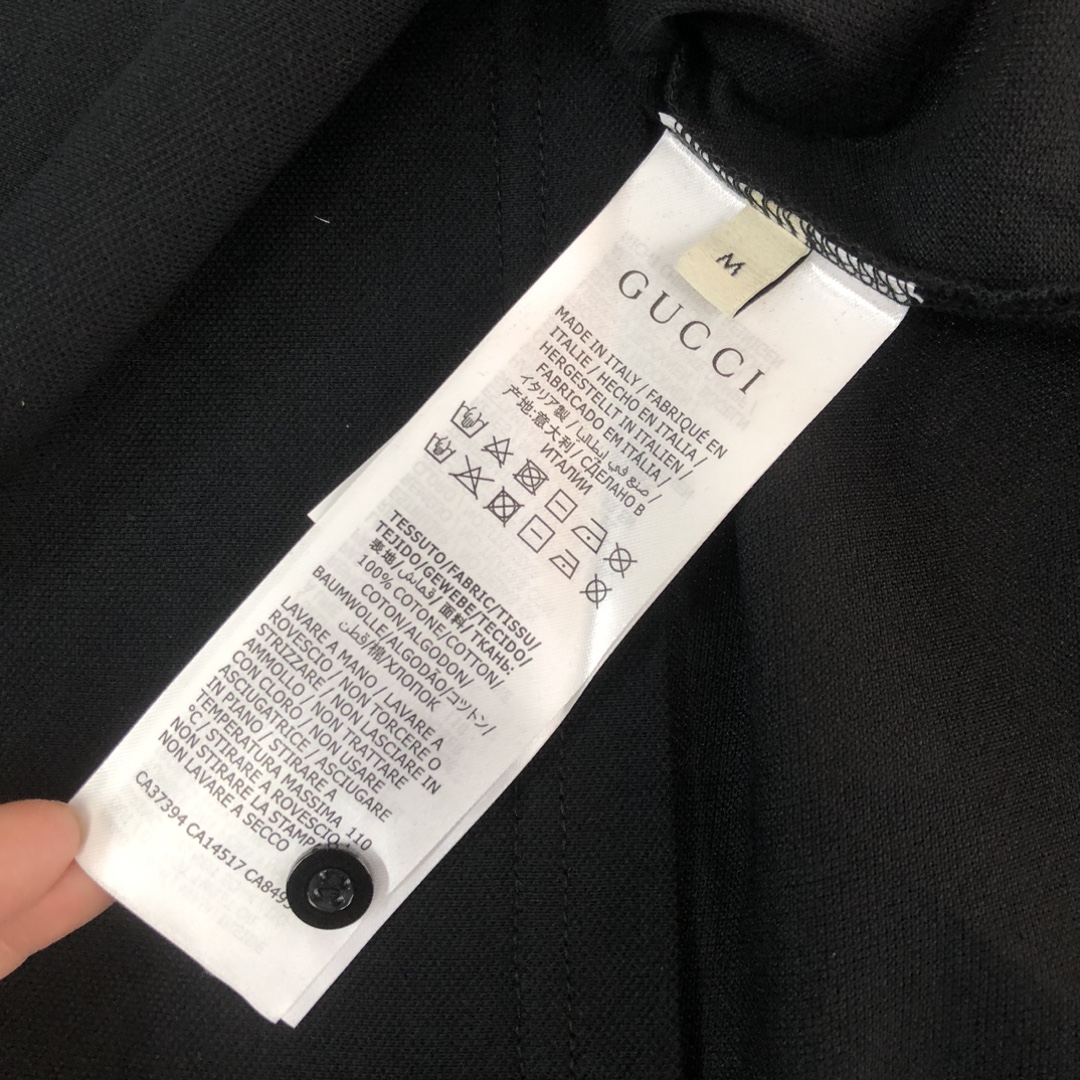 M
GUCCI
MADE IN ITALY / FABRIQUÉ EN
ITALIE / HECHO EN ITALIA /
HERGESTELLT IN ITALIEN /
FABRICADO EM ITÁLIA /
イタリア製 / صنع في إيطاليا /
产地:意大利 / СДЕЛАНО В
ИТАЛИИ
TESSUTO/FABRIC/TISSU/
TEJIDO/GEWEBE/TECIDO/
表地/قماش/面料/ТКАНЬ:
100% COTONE/COTTON/
COTON/ALGODON/
BAUMWOLLE/ALGODÃO/コットン/
قطن/棉/ХЛОПОК
LAVARE A MANO / LAVARE A
ROVESCIO / NON TORCERE O
STRIZZARE / NON LASCIARE IN
AMMOLLO / NON TRATTARE
CON CLORO / NON USARE
ASCIUGATRICE / ASCIUGARE
IN PIANO / STIRARE A
TEMPERATURA MASSIMA 110
°C / STIRARE A ROVESCIO /
NON STIRARE LA
NON LAVARE A SECCO
CA37394 CA14517